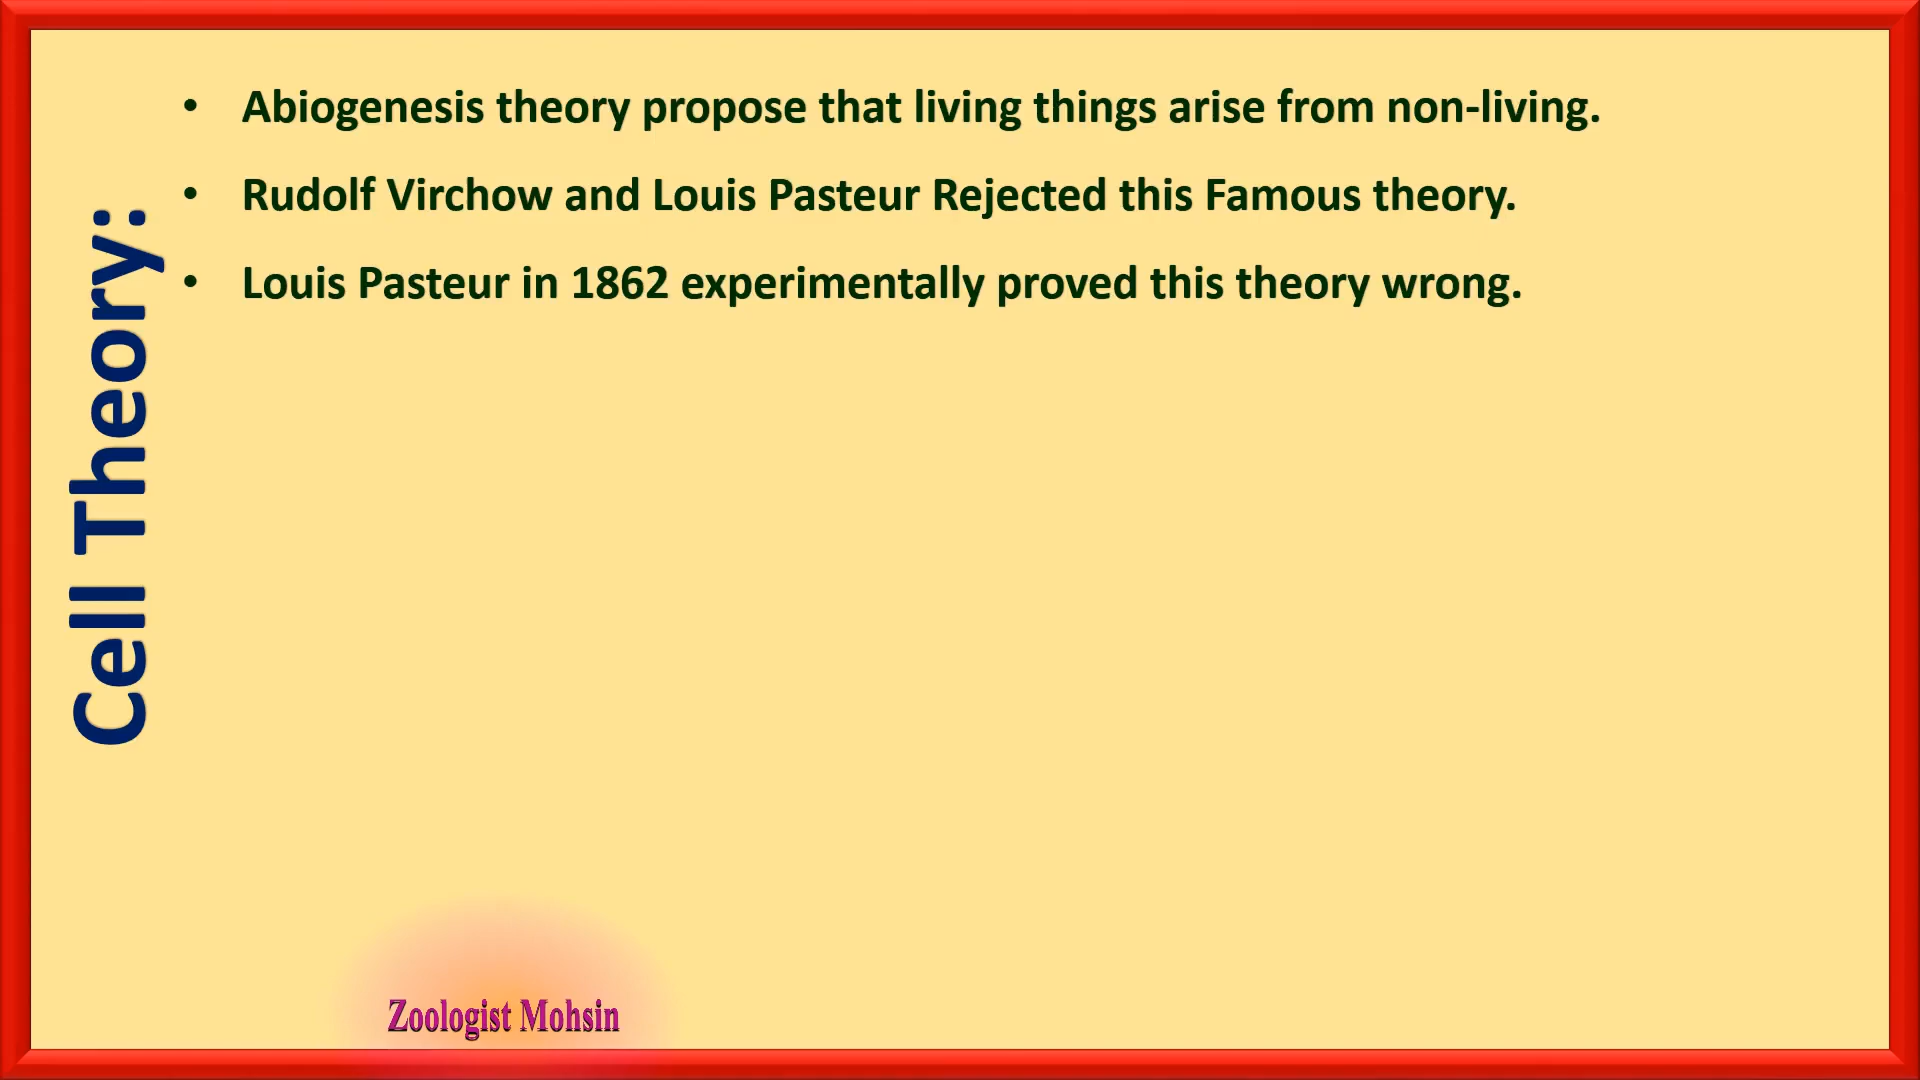 Cell Theory:
• Abiogenesis theory propose that living things arise from non-living.
• Rudolf Virchow and Louis Pasteur Rejected this Famous theory.
• Louis Pasteur in 1862 experimentally proved this theory wrong.
Zoologist Mohsin